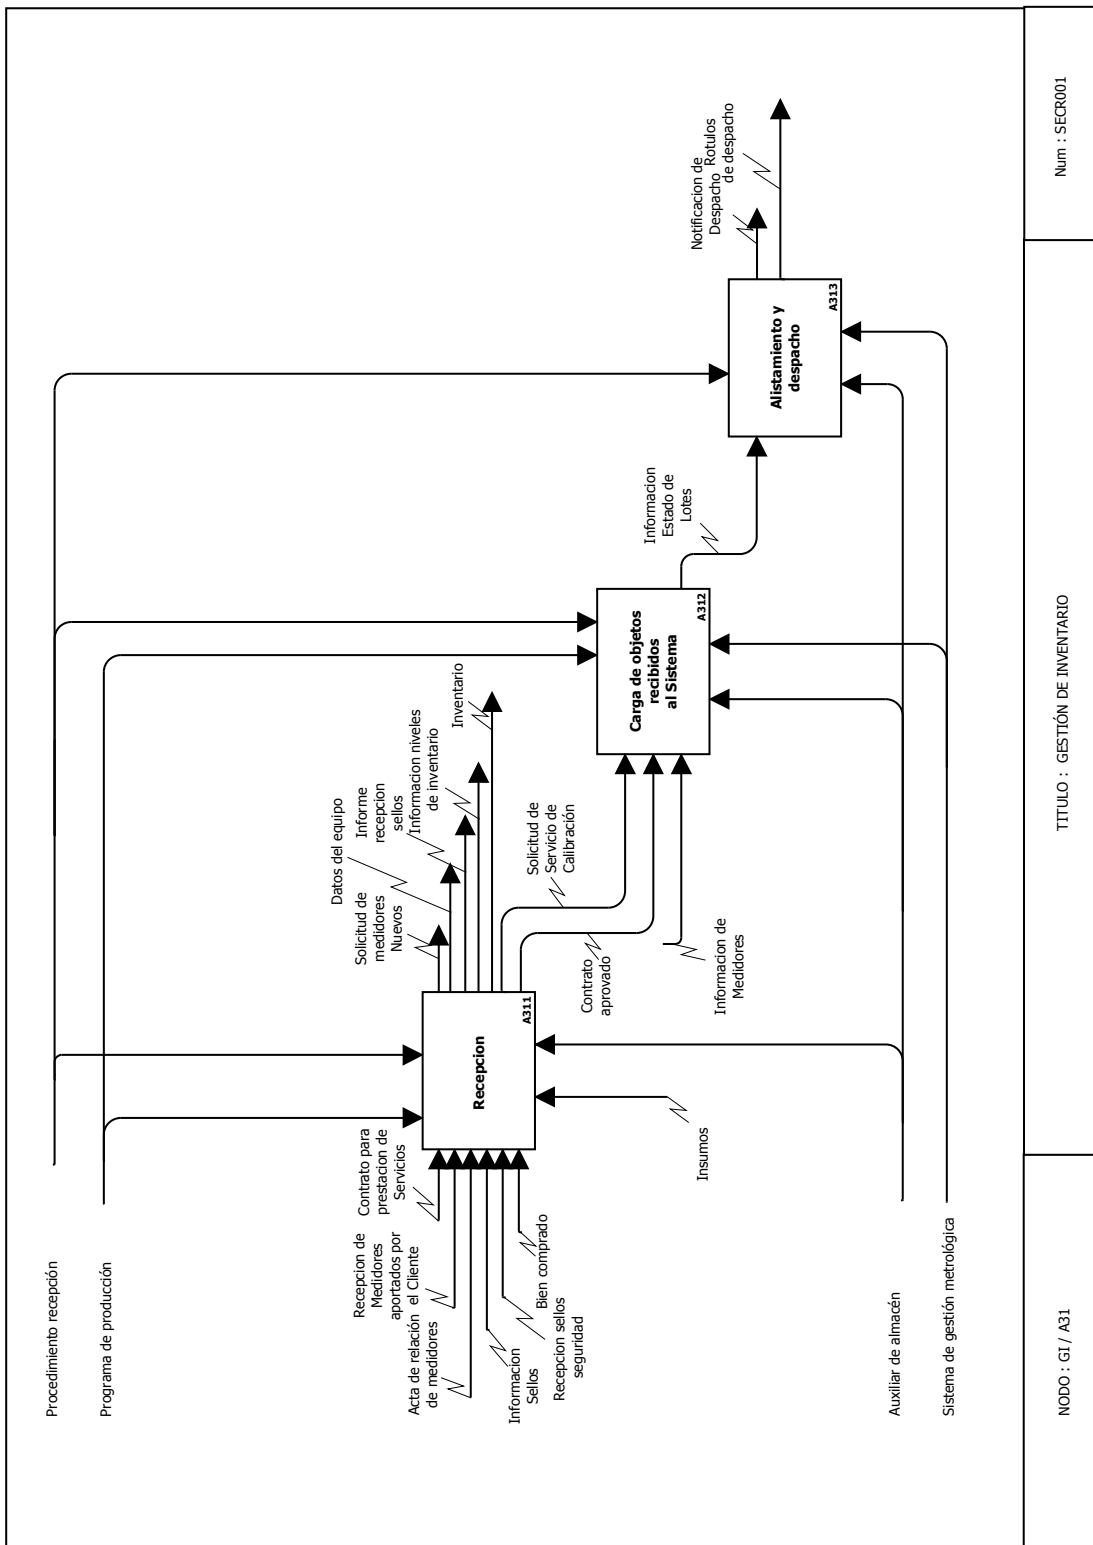 Procedimiento recepción
Programa de producción
Contrato para
prestacion de
Servicios
Recepcion de
Medidores
aportados por
el Cliente
Acta de relación
de medidores
Informacion
Sellos
Recepcion sellos
seguridad
Bien comprado
Insumos
Recepcion
A311
Solicitud de
medidores
Nuevos
Datos del equipo
Informe
recepcion
sellos
Informacion niveles
de inventario
Inventario
Solicitud de
Servicio de
Calibración
Contrato
aprovado
Informacion de
Medidores
Carga de objetos
recibidos
al Sistema
A312
Informacion
Estado de
Lotes
Alistamiento y
despacho
A313
Notificacion de
Despacho
Rotulos
de despacho
Auxiliar de almacén
Sistema de gestión metrológica
NODO : GI / A31
TITULO : GESTIÓN DE INVENTARIO
Num : SECR001